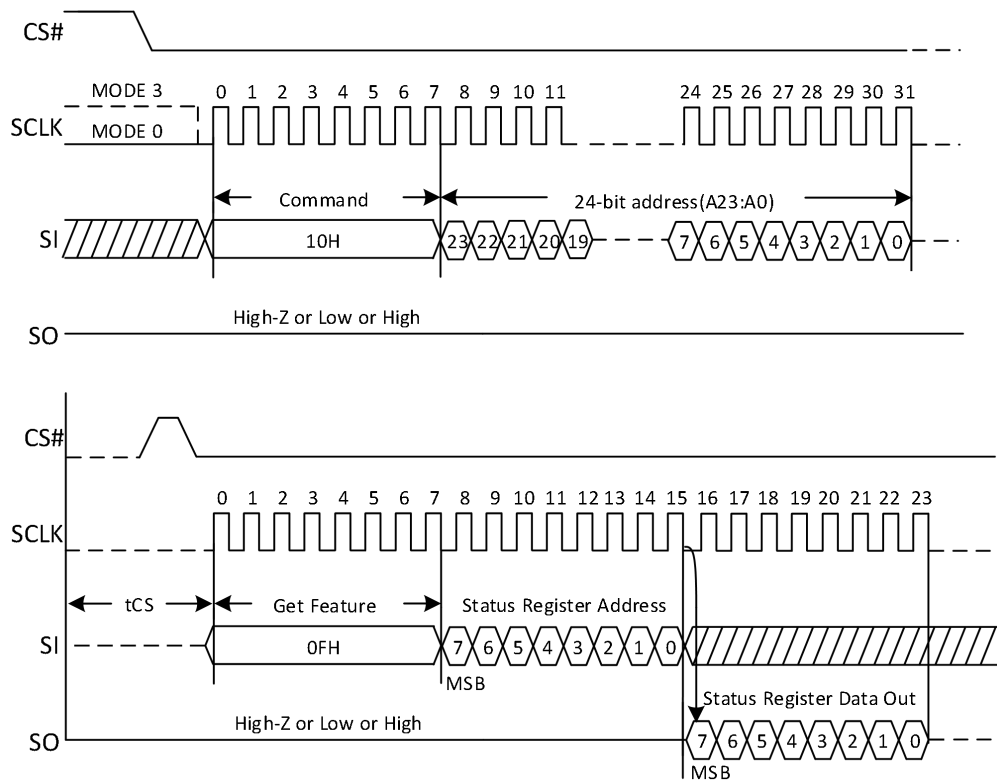 CS#
MODE 3
0 1 2 3 4 5 6 7 8 9 10 11 24 25 26 27 28 29 30 31
SCLK
MODE 0
Command
24-bit address(A23:A0)
SI
10H
23 22 21 20 19 7 6 5 4 3 2 1 0
High-Z or Low or High
SO
CS#
0 1 2 3 4 5 6 7 8 9 10 11 12 13 14 15 16 17 18 19 20 21 22 23
SCLK
tCS
Get Feature
Status Register Address
SI
0FH
7 6 5 4 3 2 1 0
MSB
Status Register Data Out
High-Z or Low or High
SO
7 6 5 4 3 2 1 0
MSB